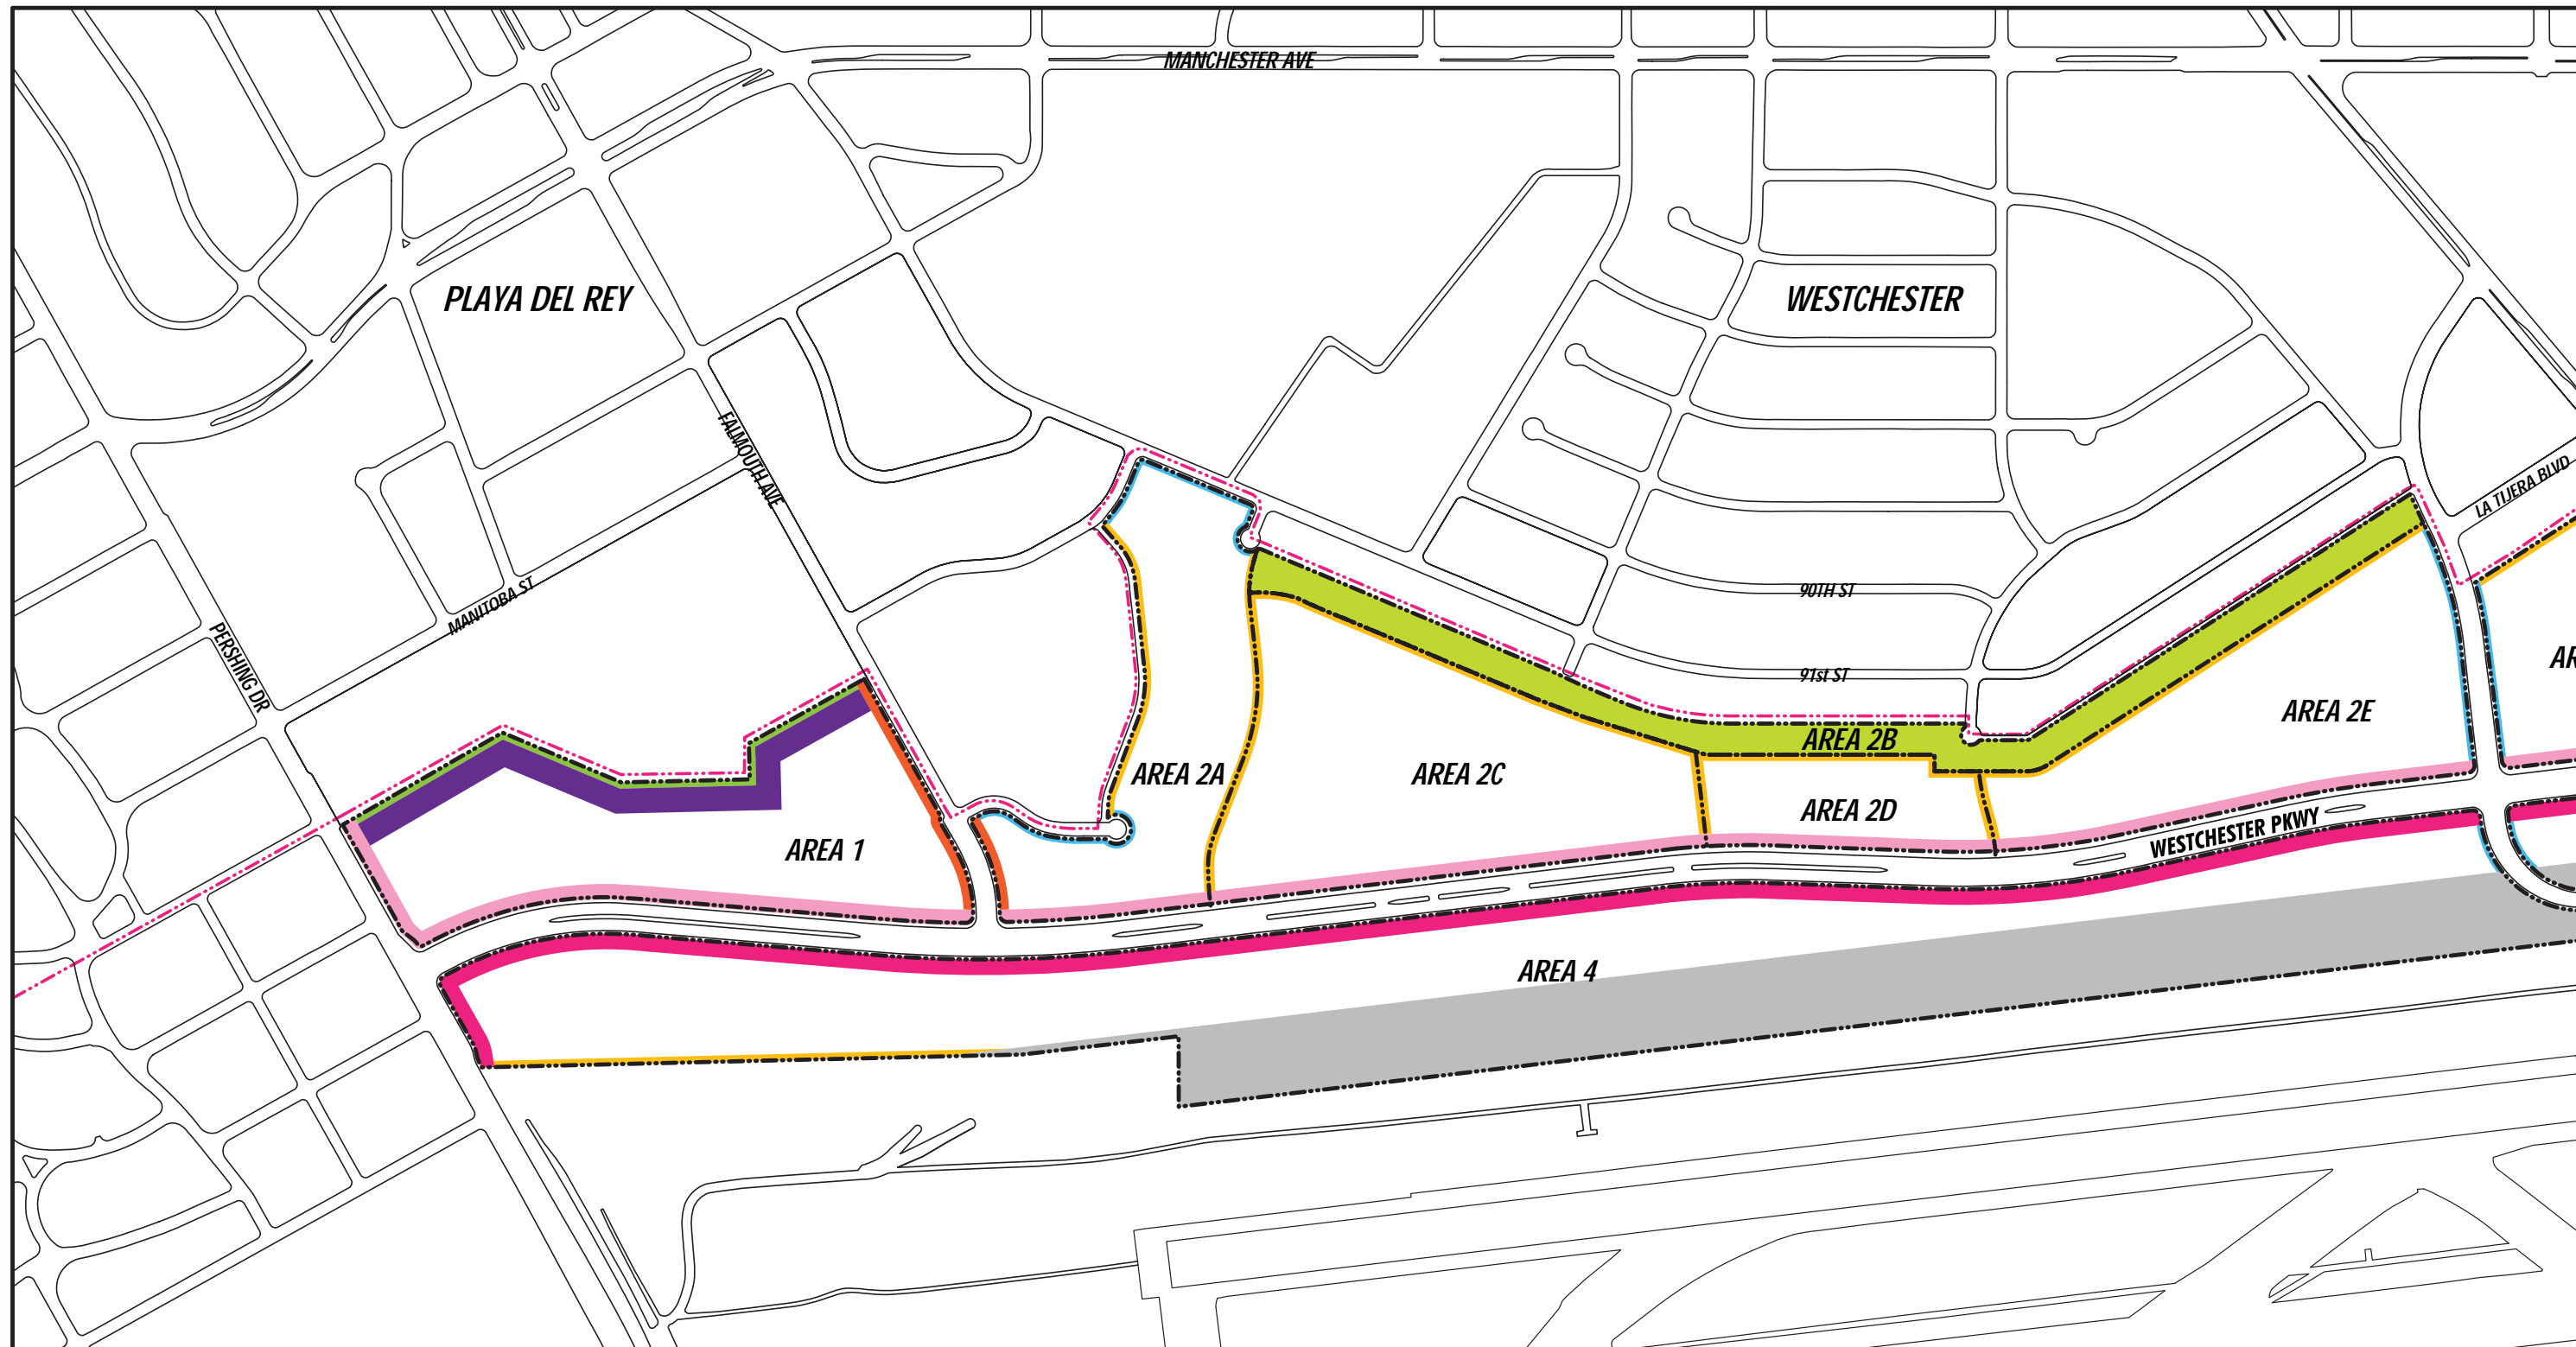 MANCHESTER AVE
PLAYA DEL REY
WESTCHESTER
FALMOUTH AVE
LA TIJERA BLVD
MANITOBA ST
90TH ST
PERSHING DR
91st ST
AR
AREA 2E
AREA 2B
AREA 2A
AREA 2C
AREA 2D
WESTCHESTER PKWY
AREA 1
AREA 4